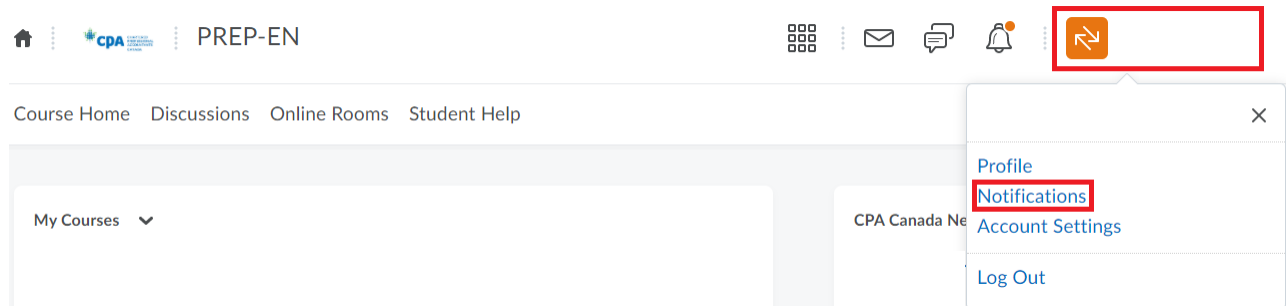 CPA PREP-EN
Course Home Discussions Online Rooms Student Help
Profile
Notifications
Account Settings
Log Out
My Courses
CPA Canada Ne